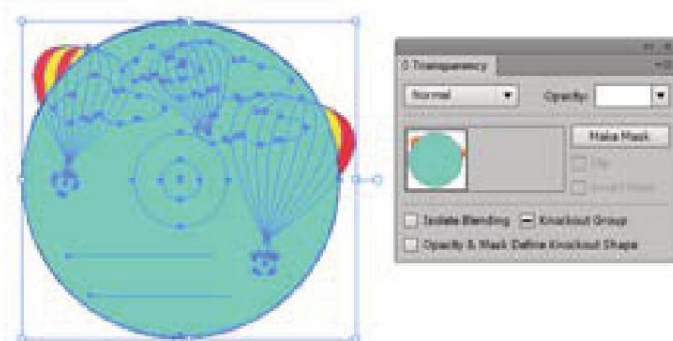 Transparency
Normal
Opacity:
Make Mask
Clip
Invert Mask
Isolate Blending
Knockout Group
Opacity & Mask Define Knockout Shape